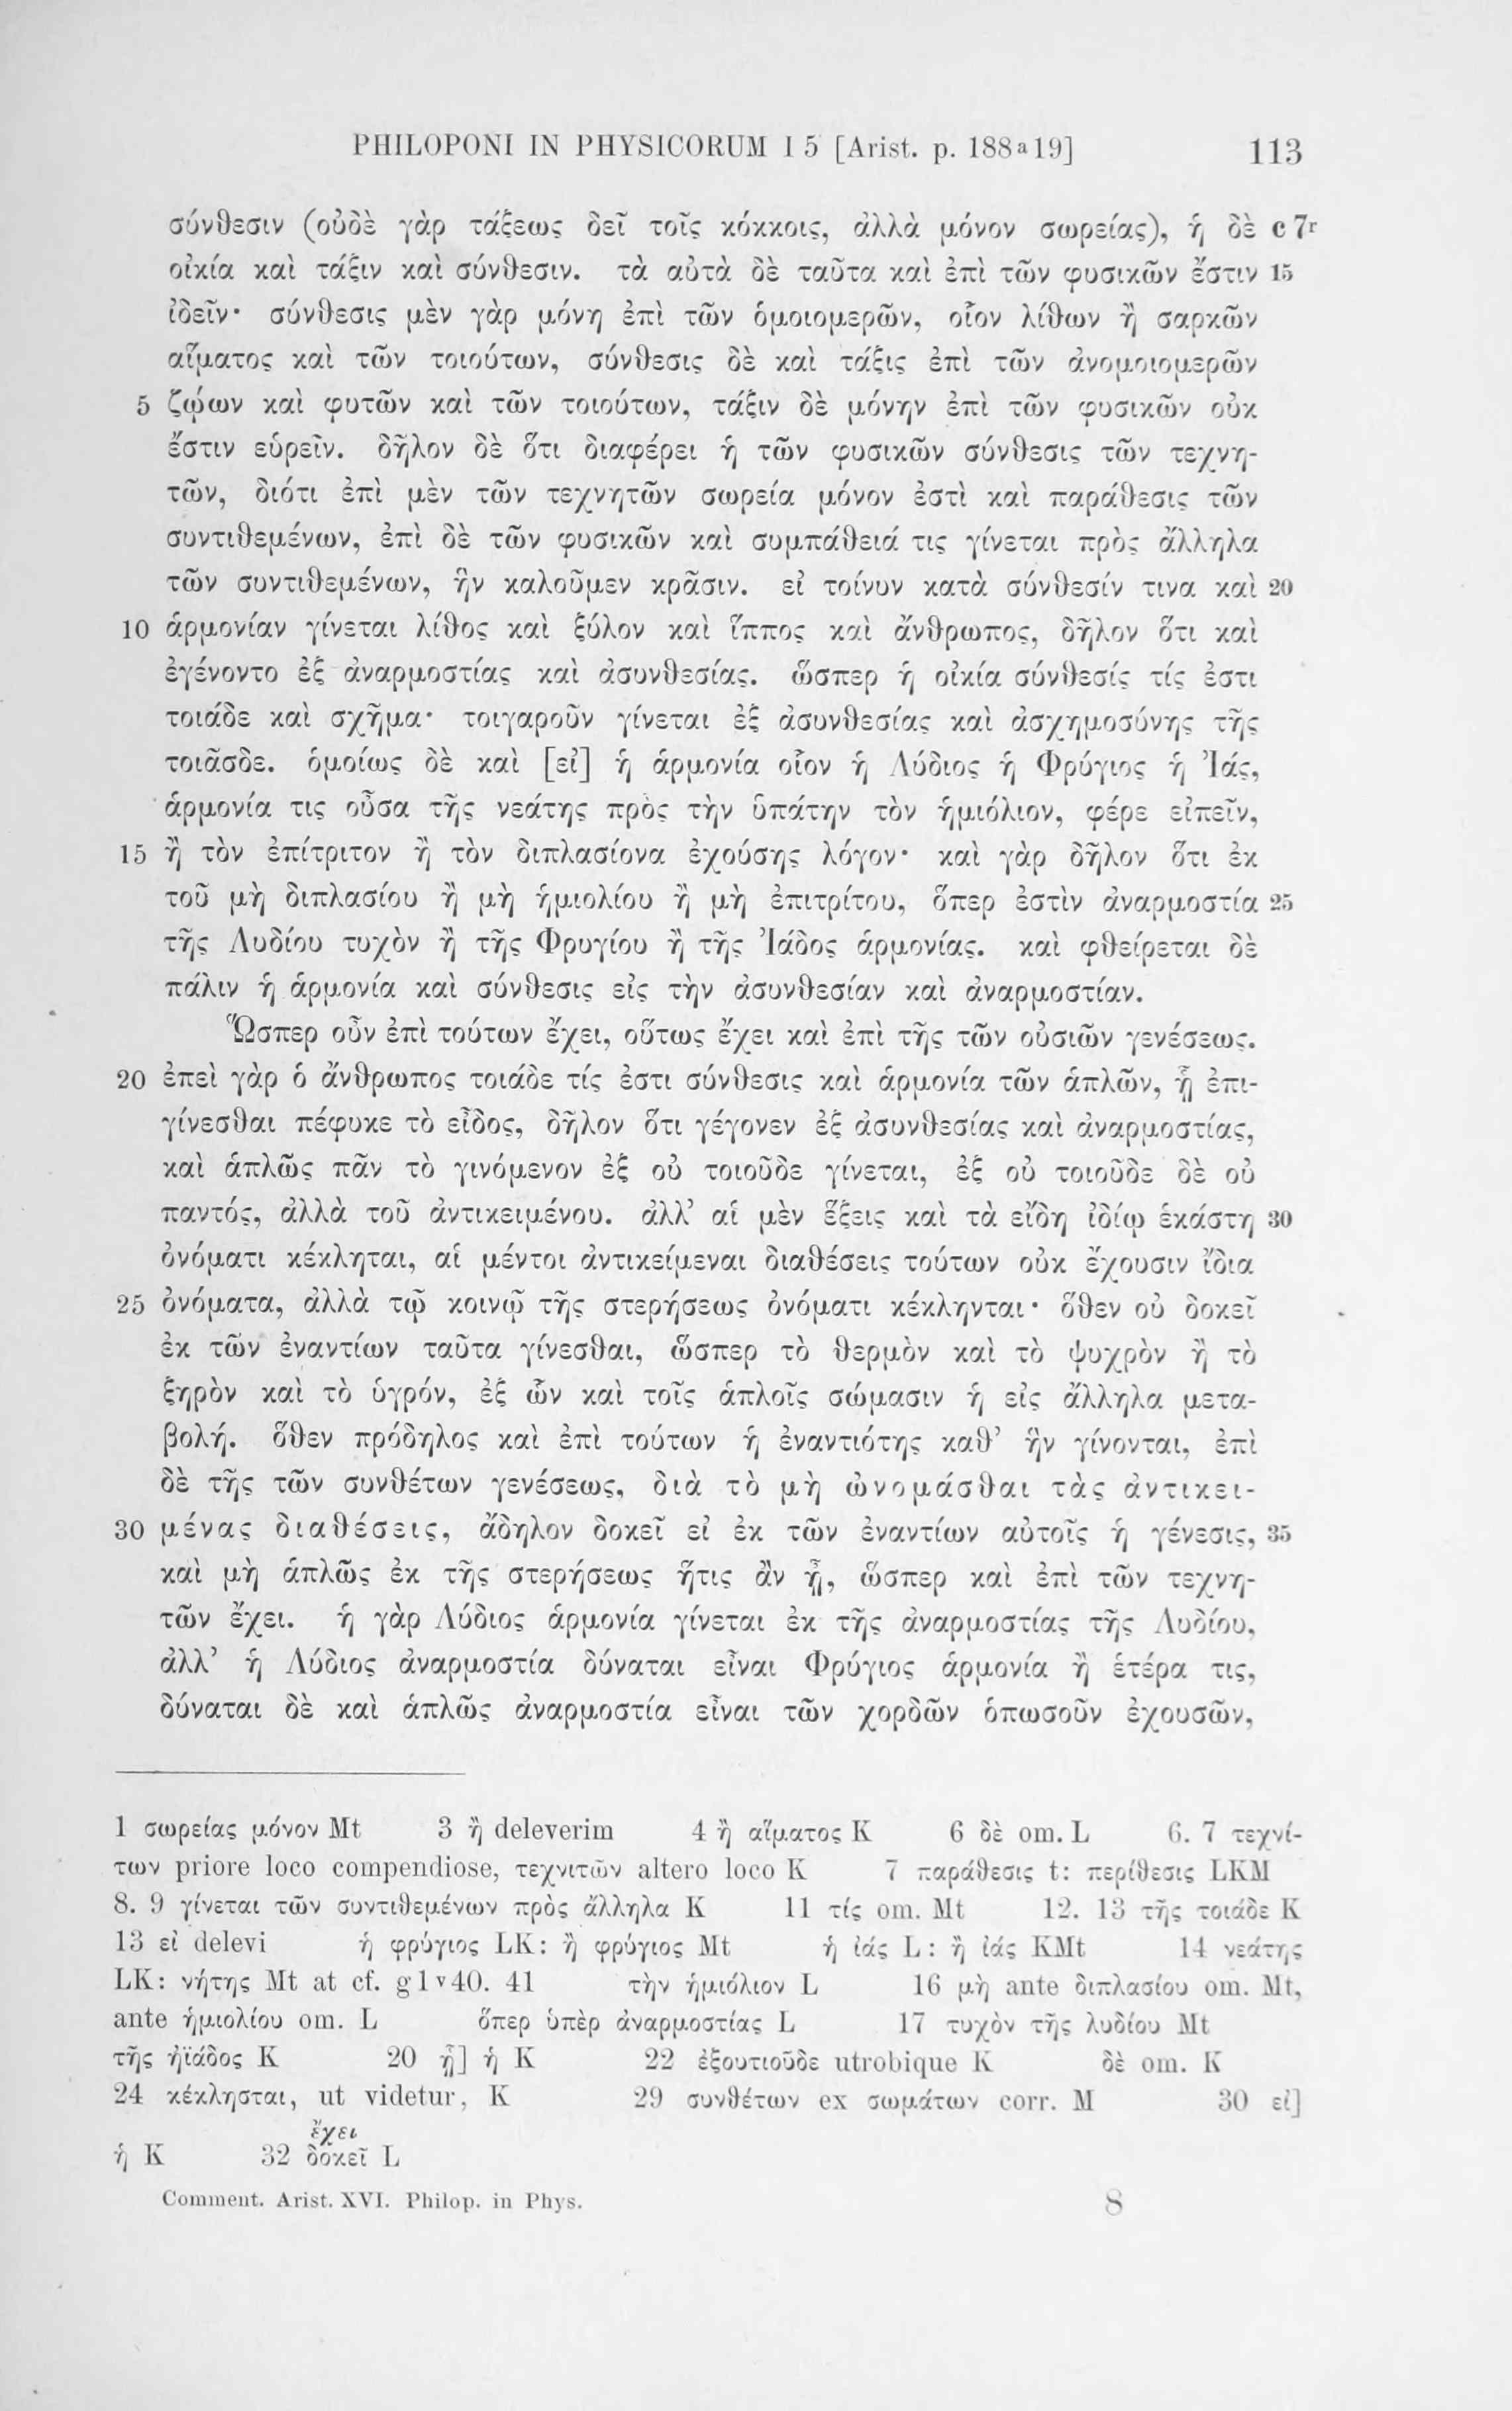 PHILOPONI IN PHYSICORUM I 5 [Arist. p. 188ª19] 113
σύνθεσιν (οὐδὲ γὰρ τάξεως δεῖ τοῖς κόκκοις, ἀλλὰ μόνον σωρείας), ἡ δὲ c 7r
οἰκία καὶ τάξιν καὶ σύνθεσιν. τὰ αὐτὰ δὲ ταῦτα καὶ ἐπὶ τῶν φυσικῶν ἔστιν 15
ἰδεῖν· σύνθεσις μὲν γὰρ μόνη ἐπὶ τῶν ὁμοιομερῶν, οἷον λίθων ἢ σαρκῶν
αἵματος καὶ τῶν τοιούτων, σύνθεσις δὲ καὶ τάξις ἐπὶ τῶν ἀνομοιομερῶν
5 ζῴων καὶ φυτῶν καὶ τῶν τοιούτων, τάξιν δὲ μόνην ἐπὶ τῶν φυσικῶν οὐκ
ἔστιν εὑρεῖν. δῆλον δὲ ὅτι διαφέρει ἡ τῶν φυσικῶν σύνθεσις τῶν τεχνη-
τῶν, διότι ἐπὶ μὲν τῶν τεχνητῶν σωρεία μόνον ἐστὶ καὶ παράθεσις τῶν
συντιθεμένων, ἐπὶ δὲ τῶν φυσικῶν καὶ συμπάθειά τις γίνεται πρὸς ἄλληλα
τῶν συντιθεμένων, ἣν καλοῦμεν κρᾶσιν. εἰ τοίνυν κατὰ σύνθεσίν τινα καὶ 20
10 ἁρμονίαν γίνεται λίθος καὶ ξύλον καὶ ἵππος καὶ ἄνθρωπος, δῆλον ὅτι καὶ
ἐγένοντο ἐξ ἀναρμοστίας καὶ ἀσυνθεσίας. ὥσπερ ἡ οἰκία σύνθεσίς τίς ἐστι
τοιάδε καὶ σχῆμα· τοιγαροῦν γίνεται ἐξ ἀσυνθεσίας καὶ ἀσχημοσύνης τῆς
τοιᾶσδε. ὁμοίως δὲ καὶ [εἰ] ἡ ἁρμονία οἷον ἡ Λύδιος ἡ Φρύγιος ἡ Ἰάς,
ἁρμονία τις οὖσα τῆς νεάτης πρὸς τὴν ὑπάτην τὸν ἡμιόλιον, φέρε εἰπεῖν,
15 ἢ τὸν ἐπίτριτον ἢ τὸν διπλασίονα ἐχούσης λόγον· καὶ γὰρ δῆλον ὅτι ἐκ
τοῦ μὴ διπλασίου ἢ μὴ ἡμιολίου ἢ μὴ ἐπιτρίτου, ὅπερ ἐστὶν ἀναρμοστία 25
τῆς Λυδίου τυχὸν ἢ τῆς Φρυγίου ἢ τῆς Ἰάδος ἁρμονίας. καὶ φθείρεται δὲ
πάλιν ἡ ἁρμονία καὶ σύνθεσις εἰς τὴν ἀσυνθεσίαν καὶ ἀναρμοστίαν.
Ὥσπερ οὖν ἐπὶ τούτων ἔχει, οὕτως ἔχει καὶ ἐπὶ τῆς τῶν οὐσιῶν γενέσεως.
20 ἐπεὶ γὰρ ὁ ἄνθρωπος τοιάδε τίς ἐστι σύνθεσις καὶ ἁρμονία τῶν ἁπλῶν, ᾗ ἐπι-
γίνεσθαι πέφυκε τὸ εἶδος, δῆλον ὅτι γέγονεν ἐξ ἀσυνθεσίας καὶ ἀναρμοστίας,
καὶ ἁπλῶς πᾶν τὸ γινόμενον ἐξ οὐ τοιοῦδε γίνεται, ἐξ οὐ τοιοῦδε δὲ οὐ
παντός, ἀλλὰ τοῦ ἀντικειμένου. ἀλλ’ αἱ μὲν ἕξεις καὶ τὰ εἴδη ἰδίῳ ἑκάστη 30
ὀνόματι κέκληται, αἱ μέντοι ἀντικείμεναι διαθέσεις τούτων οὐκ ἔχουσιν ἴδια
25 ὀνόματα, ἀλλὰ τῷ κοινῷ τῆς στερήσεως ὀνόματι κέκληνται· ὅθεν οὐ δοκεῖ
ἐκ τῶν ἐναντίων ταῦτα γίνεσθαι, ὥσπερ τὸ θερμὸν καὶ τὸ ψυχρὸν ἢ τὸ
ξηρὸν καὶ τὸ ὑγρόν, ἐξ ὧν καὶ τοῖς ἁπλοῖς σώμασιν ἡ εἰς ἄλληλα μετα-
βολή. ὅθεν πρόδηλος καὶ ἐπὶ τούτων ἡ ἐναντιότης καθ’ ἣν γίνονται, ἐπὶ
δὲ τῆς τῶν συνθέτων γενέσεως, διὰ τὸ μὴ ὠνομάσθαι τὰς ἀντικει-
30 μένας διαθέσεις, ἄδηλον δοκεῖ εἰ ἐκ τῶν ἐναντίων αὐτοῖς ἡ γένεσις, 35
καὶ μὴ ἁπλῶς ἐκ τῆς στερήσεως ἥτις ἂν ᾖ, ὥσπερ καὶ ἐπὶ τῶν τεχνη-
τῶν ἔχει. ἡ γὰρ Λύδιος ἁρμονία γίνεται ἐκ τῆς ἀναρμοστίας τῆς Λυδίου,
ἀλλ’ ἡ Λύδιος ἀναρμοστία δύναται εἶναι Φρύγιος ἁρμονία ἢ ἑτέρα τις,
δύναται δὲ καὶ ἁπλῶς ἀναρμοστία εἶναι τῶν χορδῶν ὁπωσοῦν ἐχουσῶν,
1 σωρείας μόνον Mt 3 ἢ deleverim 4 ἢ αἵματος K 6 δὲ om. L 6. 7 τεχνί-
των priore loco compendiose, τεχνιτῶν altero loco K 7 παράθεσις t: περίθεσις LKM
8. 9 γίνεται τῶν συντιθεμένων πρὸς ἄλληλα K 11 τίς om. Mt 12. 13 τῆς τοιάδε K
13 εἰ delevi ἡ φρύγιος LK: ἢ φρύγιος Mt ἡ ἰάς L: ἢ ἰάς KMt 14 νεάτης
LK: νήτης Mt at cf. g1v40. 41 τὴν ἡμιόλιον L 16 μὴ ante διπλασίου om. Mt,
ante ἡμιολίου om. L ὅπερ ὑπὲρ ἀναρμοστίας L 17 τυχὸν τῆς λυδίου Mt
τῆς ἠϊάδος K 20 ᾗ] ἡ K 22 ἐξουτιοῦδε utrobique K δὲ om. K
24 κέκλησται, ut videtur, K 29 συνθέτων ex σωμάτων corr. M 30 εἰ]
ἔχει
ἡ K 32 δοκεῖ L
Comment. Arist. XVI. Philop. in Phys. 8